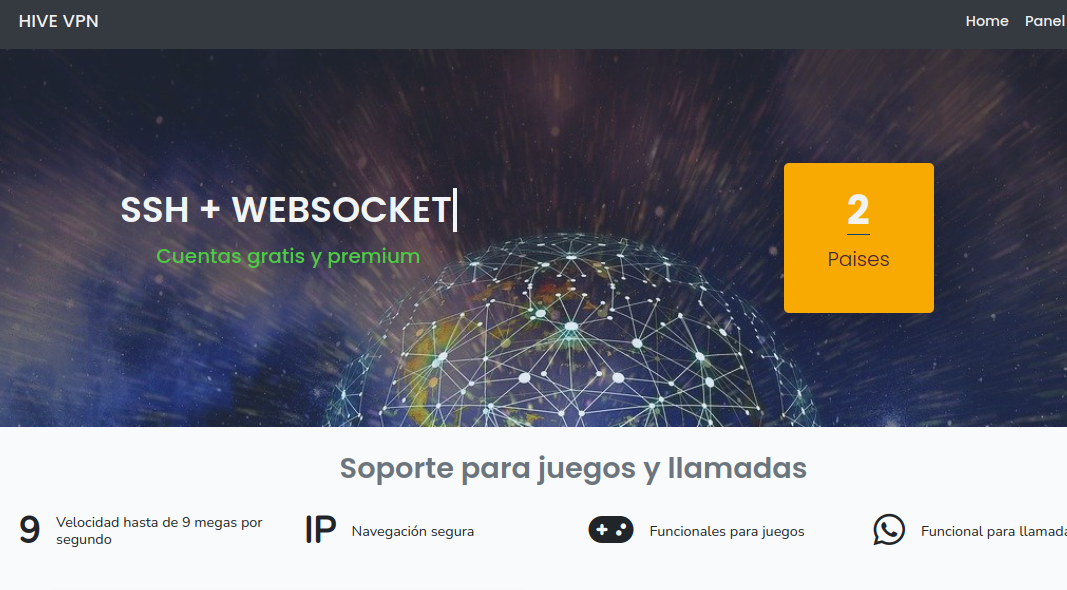 HIVE VPN
Home Panel
SSH + WEBSOCKET
Cuentas gratis y premium
2
Paises
Soporte para juegos y llamadas
9
Velocidad hasta de 9 megas por
segundo
IP
Navegación segura
Funcionales para juegos
Funcional para llamada